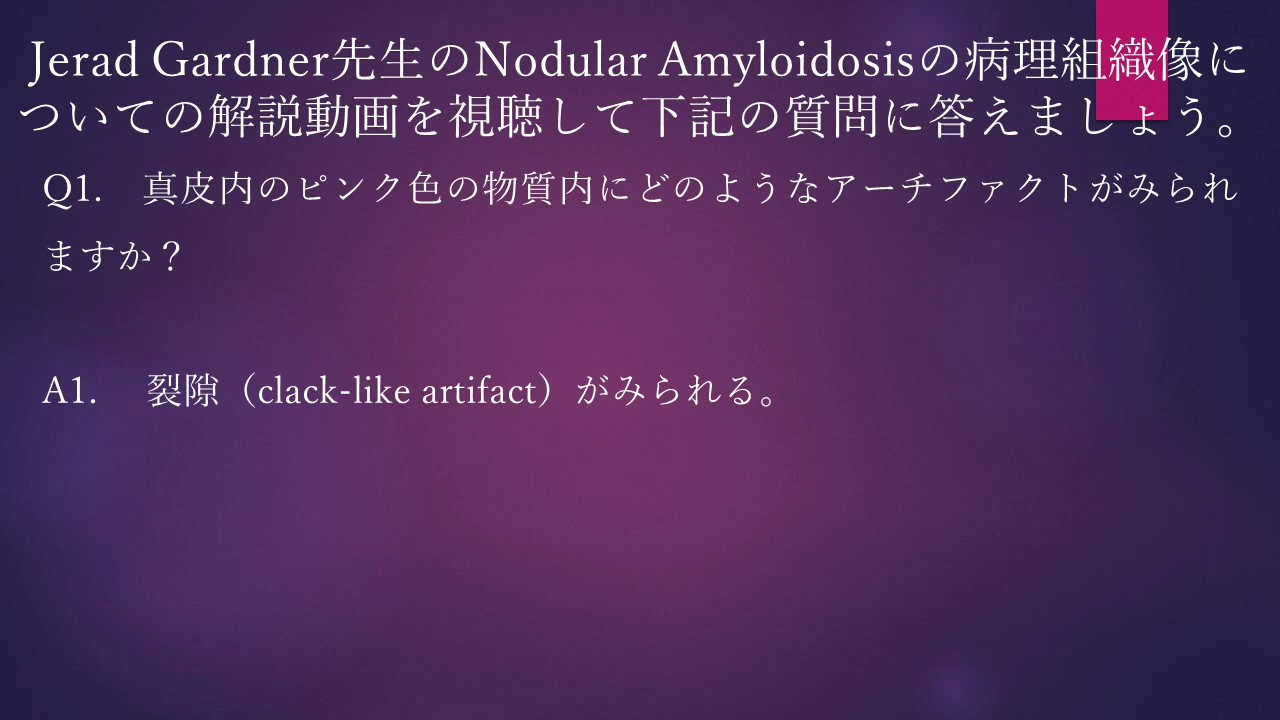 Jerad Gardner先生のNodular Amyloidosisの病理組織像に
ついての解説動画を視聴して下記の質問に答えましょう。
Q1.　真皮内のピンク色の物質内にどのようなアーチファクトがみられ
ますか？
A1.　裂隙（clack-like artifact）がみられる。